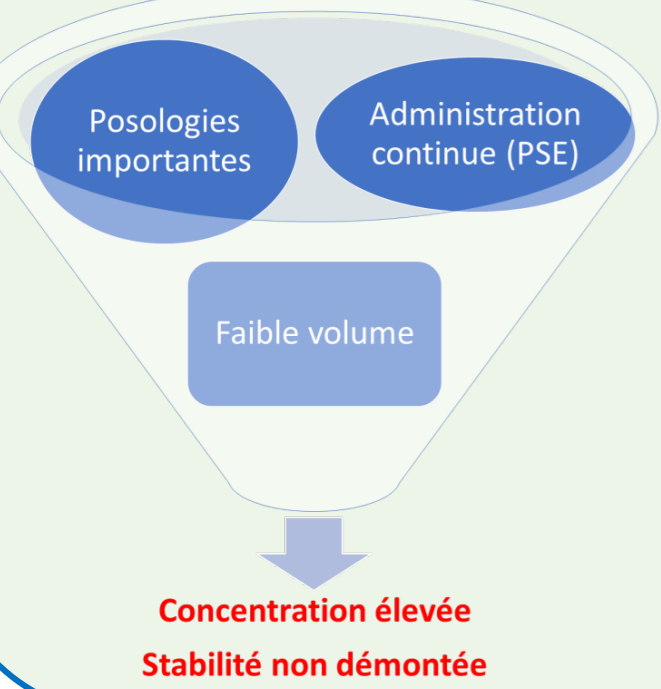 Posologies
importantes
Administration
continue (PSE)
Faible volume
Concentration élevée
Stabilité non démontée